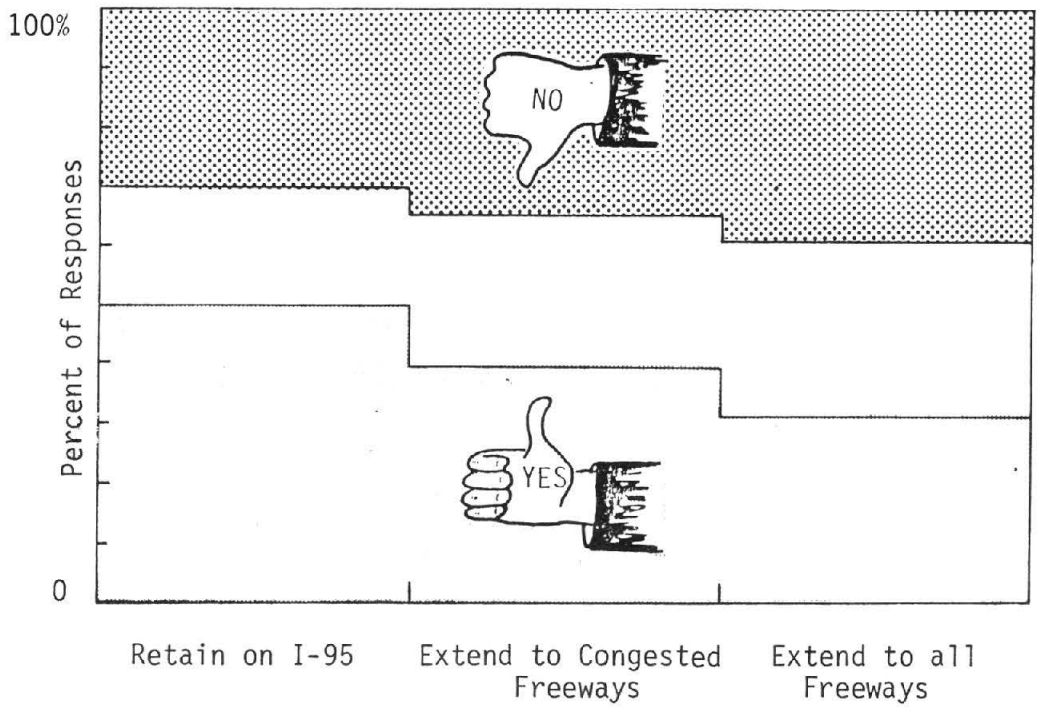 100%
NO
Percent of Responses
YES
0
Retain on I-95
Extend to Congested
Freeways
Extend to all
Freeways